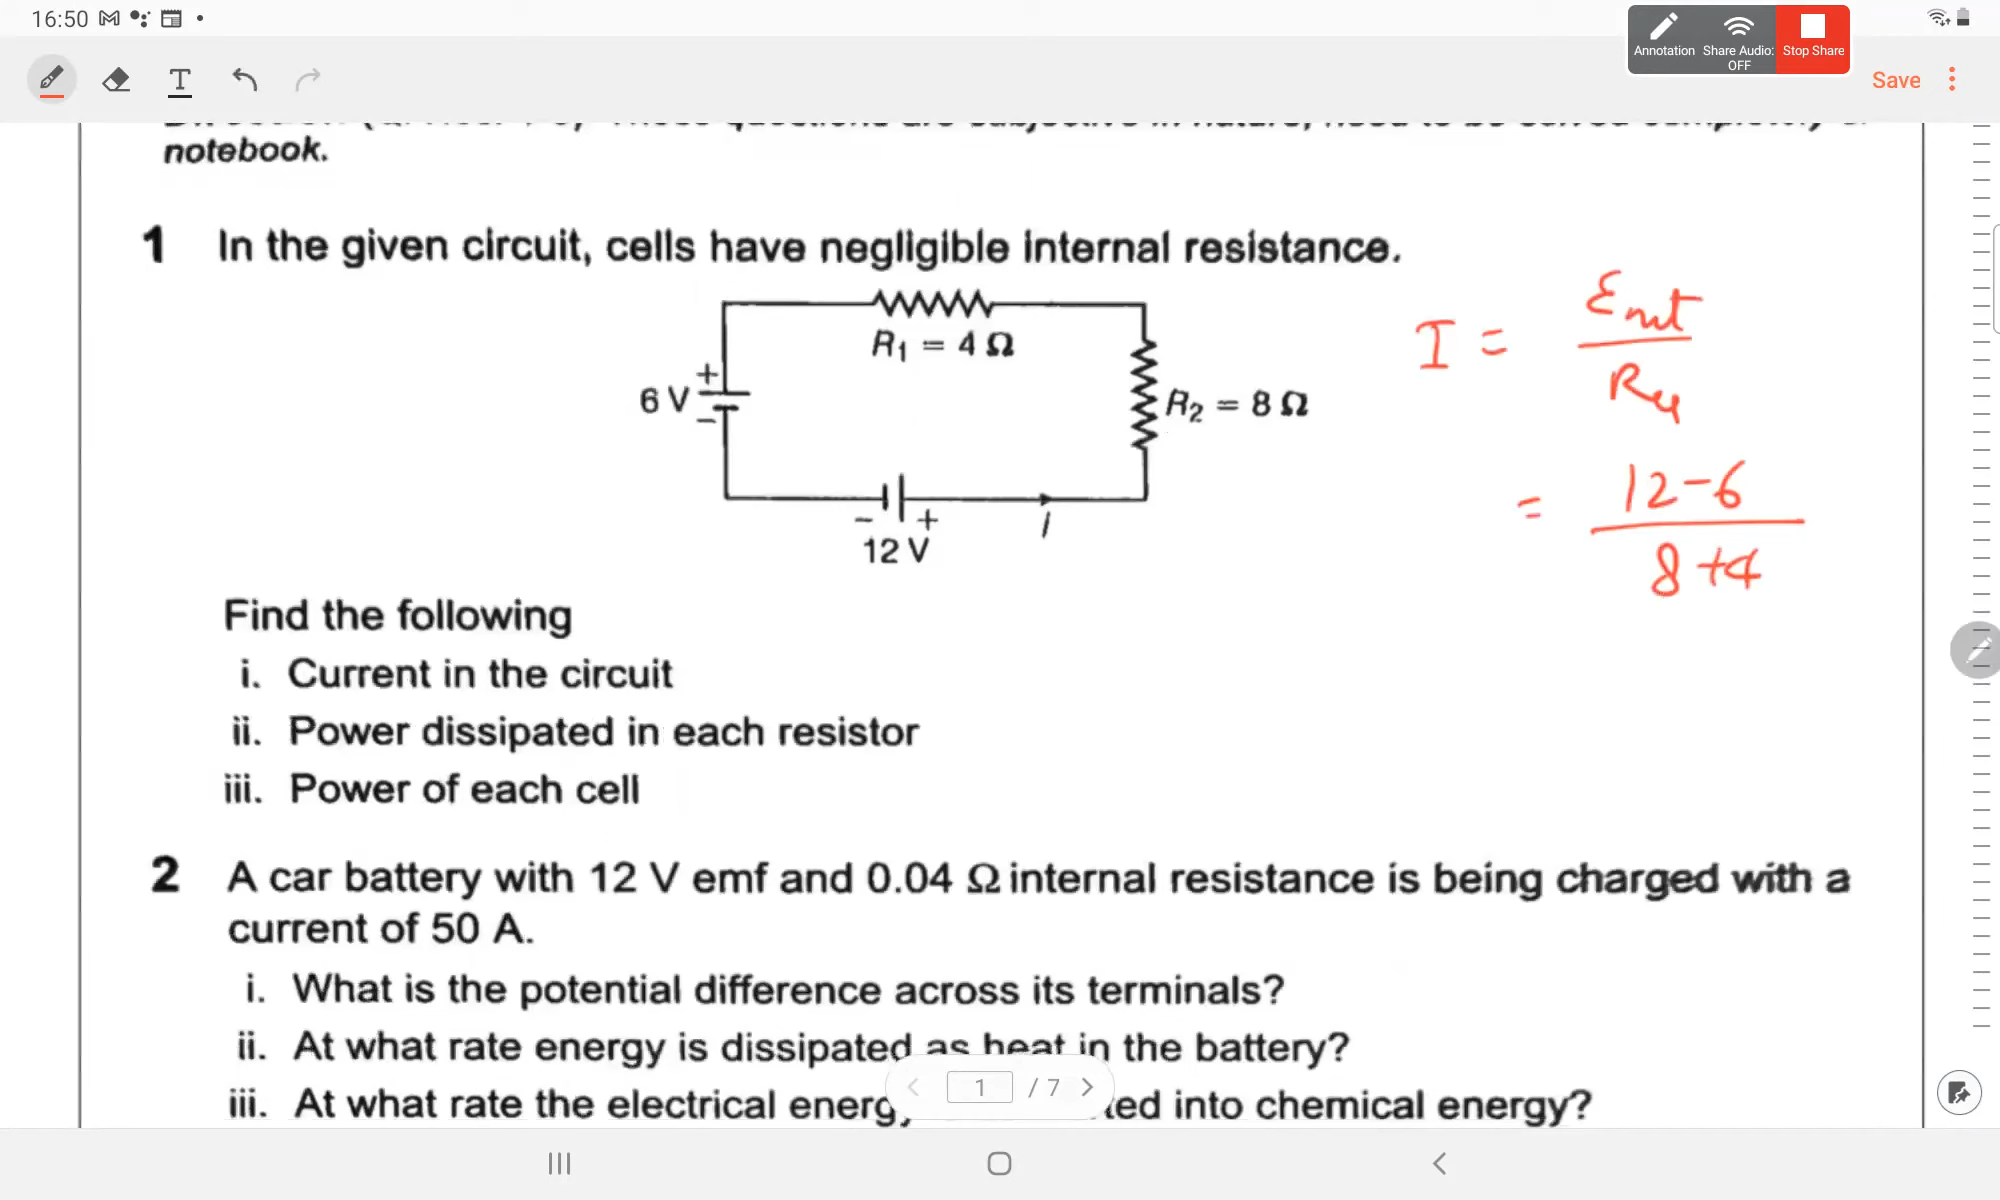 16:50
Annotation Share Audio: OFF Stop Share
Save
notebook.
1 In the given circuit, cells have negligible internal resistance.
R1 = 4 Ω
6 V
+
−
R2 = 8 Ω
− +
12 V
I
I = Enet / Req
= 12-6 / 8+4
Find the following
i. Current in the circuit
ii. Power dissipated in each resistor
iii. Power of each cell
2 A car battery with 12 V emf and 0.04 Ω internal resistance is being charged with a
current of 50 A.
i. What is the potential difference across its terminals?
ii. At what rate energy is dissipated as heat in the battery?
iii. At what rate the electrical energy ted into chemical energy?
1 / 7